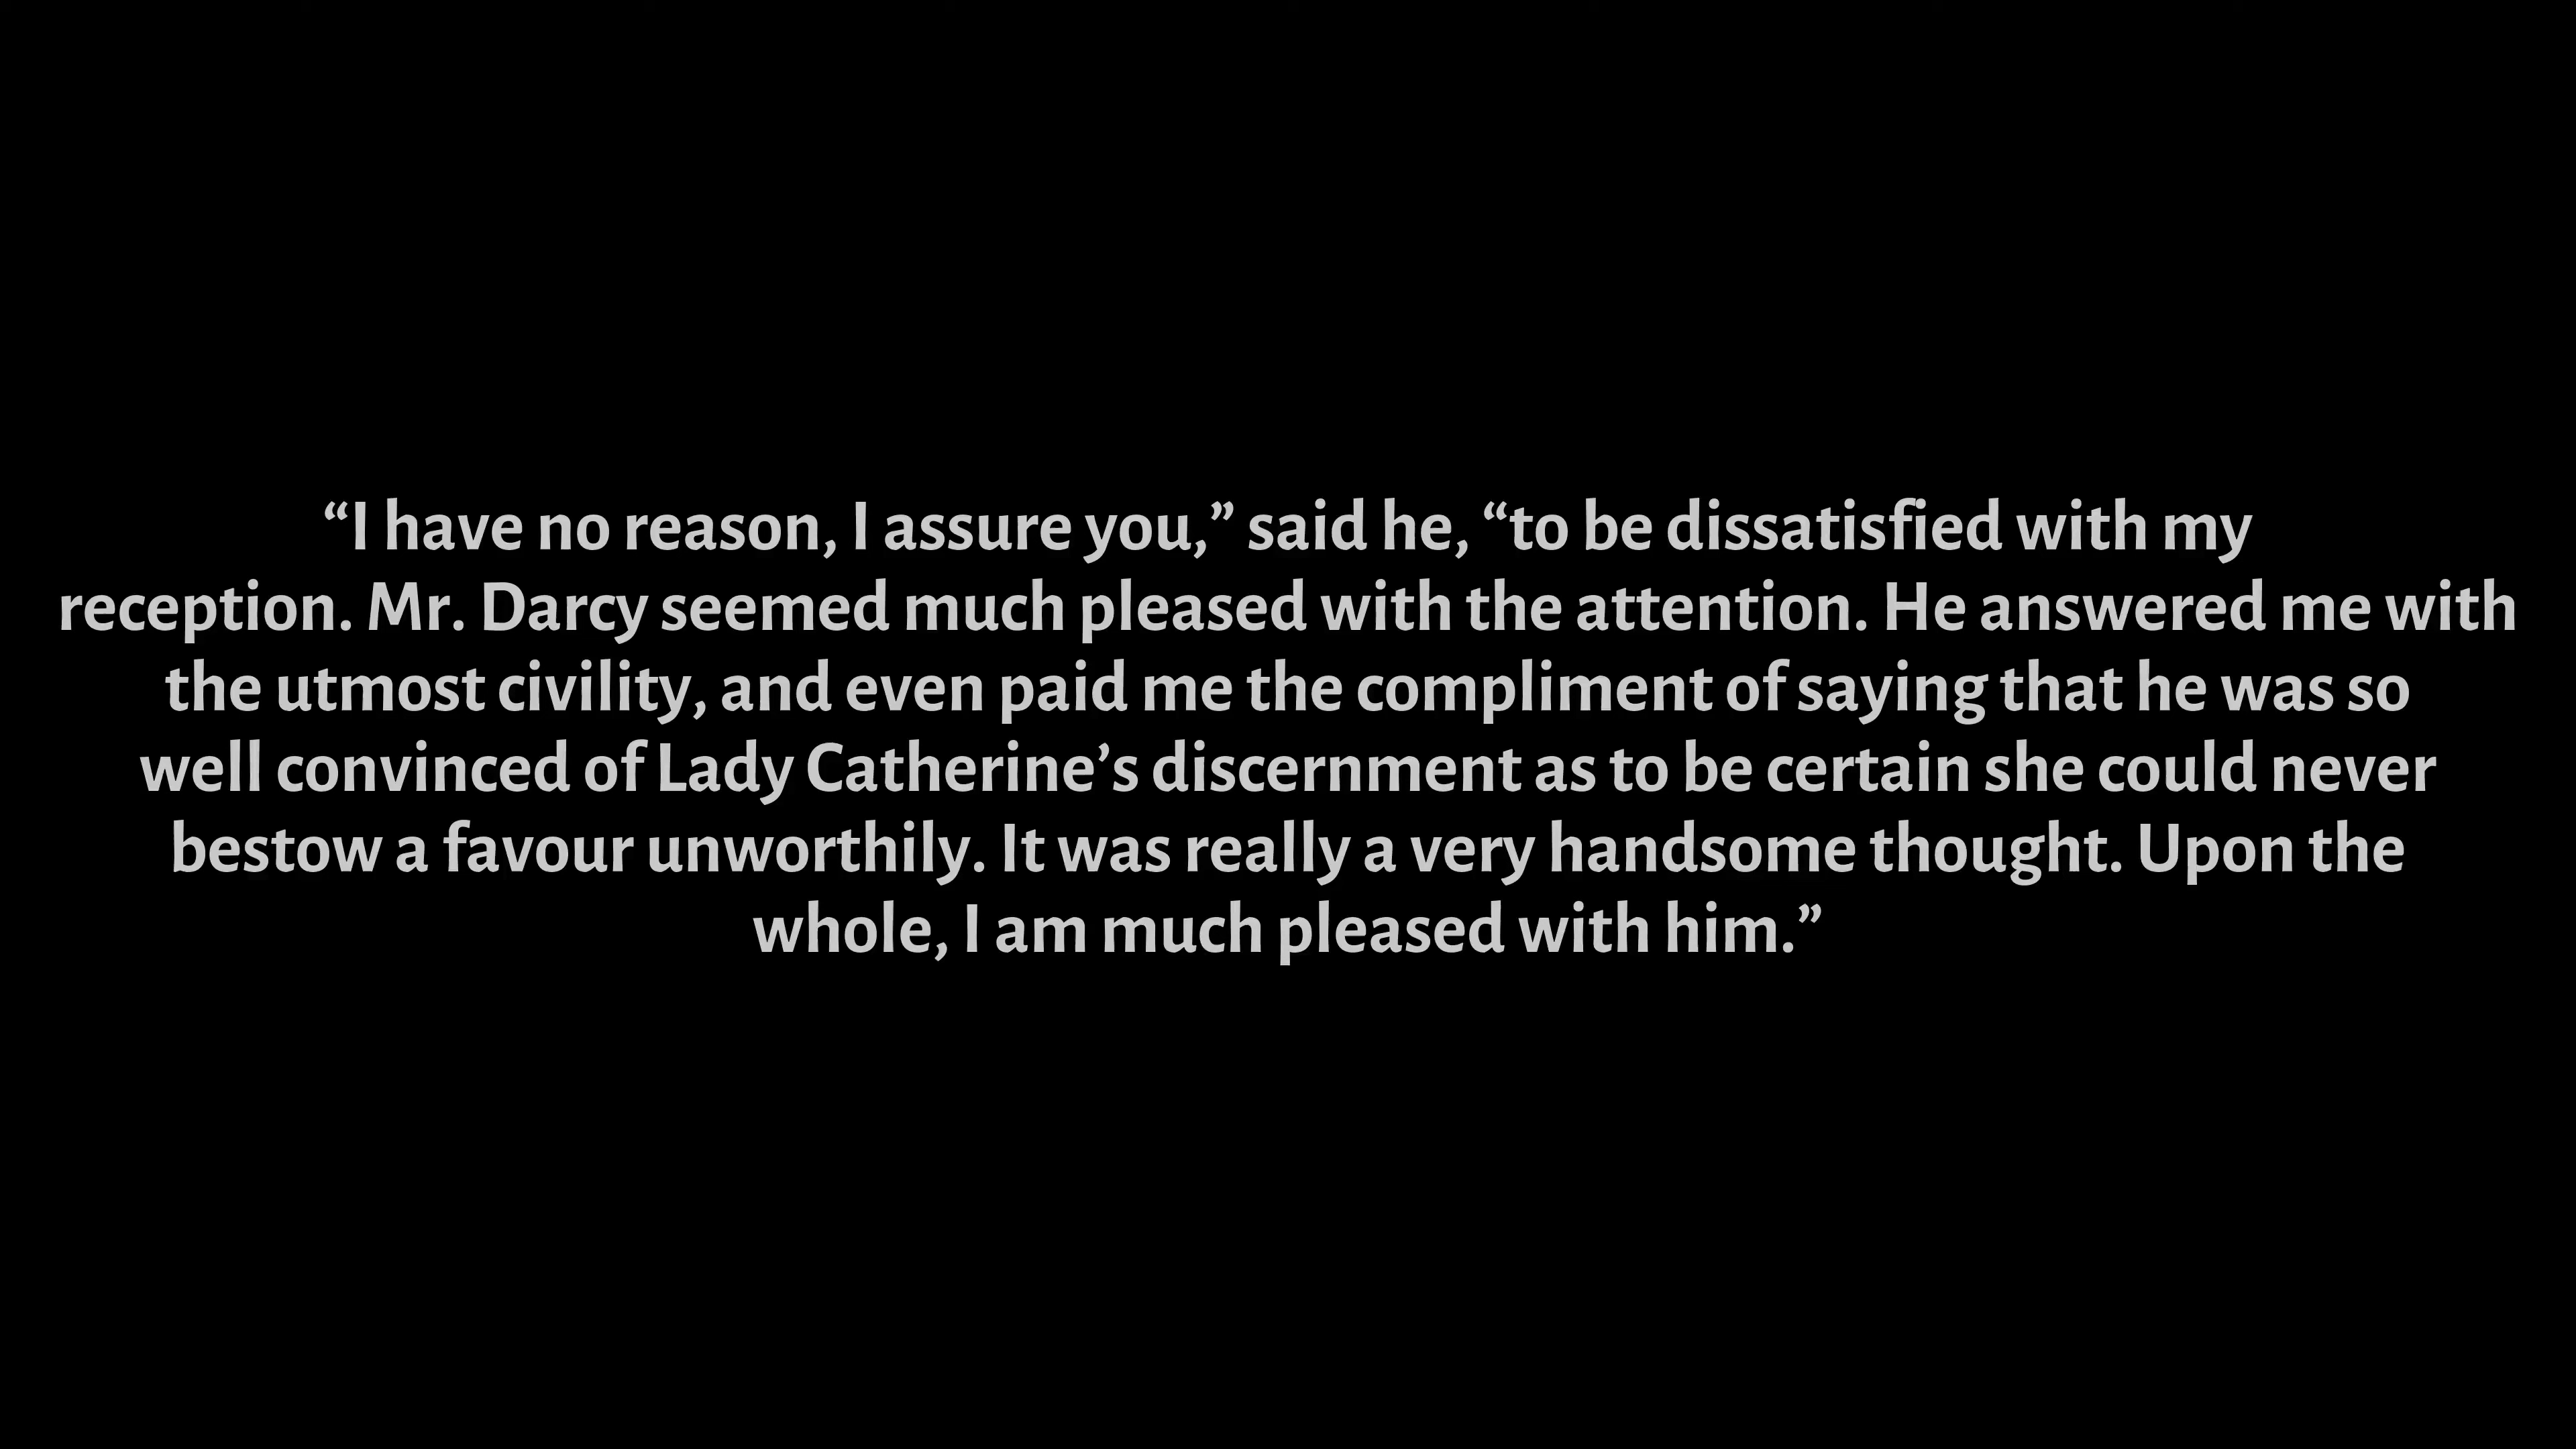 “I have no reason, I assure you,” said he, “to be dissatisfied with my
reception. Mr. Darcy seemed much pleased with the attention. He answered me with
the utmost civility, and even paid me the compliment of saying that he was so
well convinced of Lady Catherine’s discernment as to be certain she could never
bestow a favour unworthily. It was really a very handsome thought. Upon the
whole, I am much pleased with him.”